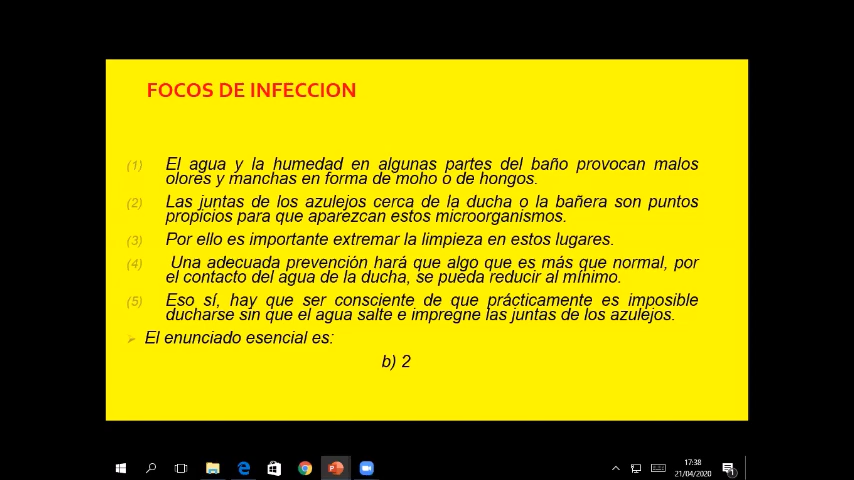 FOCOS DE INFECCION
(1) El agua y la humedad en algunas partes del baño provocan malos
olores y manchas en forma de moho o de hongos.
(2) Las juntas de los azulejos cerca de la ducha o la bañera son puntos
propicios para que aparezcan estos microorganismos.
(3) Por ello es importante extremar la limpieza en estos lugares.
(4) Una adecuada prevención hará que algo que es más que normal, por
el contacto del agua de la ducha, se pueda reducir al mínimo.
(5) Eso sí, hay que ser consciente de que prácticamente es imposible
ducharse sin que el agua salte e impregne las juntas de los azulejos.
El enunciado esencial es:
b) 2
17:38
21/04/2020